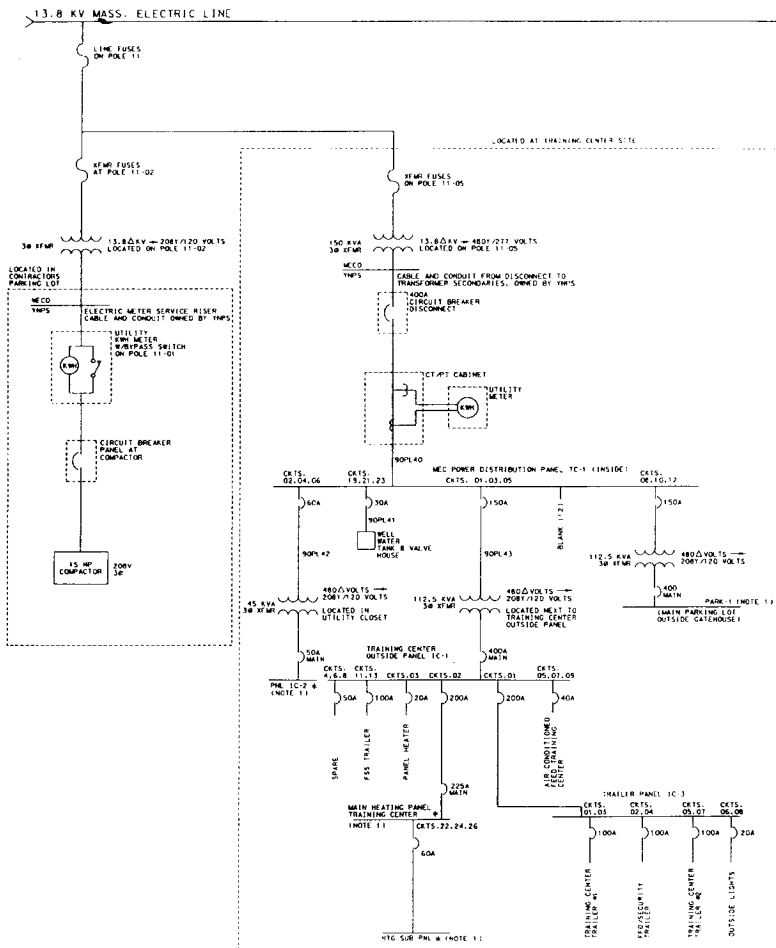 13.8 KV MASS. ELECTRIC LINE
LINE FUSES
ON POLE 11
LOCATED AT TRAINING CENTER SITE
XFMR FUSES
AT POLE 11-02
XFMR FUSES
ON POLE 11-05
3Ø XFMR
13.8Δ KV → 208Y/120 VOLTS
LOCATED ON POLE 11-02
150 KVA
3Ø XFMR
13.8Δ KV → 480Y/277 VOLTS
LOCATED ON POLE 11-05
LOCATED IN
CONTRACTORS
PARKING LOT
MECO
YNPS
CABLE AND CONDUIT FROM DISCONNECT TO
TRANSFORMER SECONDARIES, OWNED BY YNPS
MECO
YNPS
ELECTRIC METER SERVICE RISER
CABLE AND CONDUIT OWNED BY YNPS
400A
CIRCUIT BREAKER
DISCONNECT
UTILITY
KWH METER
W/BYPASS SWITCH
ON POLE 11-01
KWH
CT/PT CABINET
UTILITY
METER
KWH
CIRCUIT BREAKER
PANEL AT
COMPACTOR
90PL40
MEC POWER DISTRIBUTION PANEL TC-1 (INSIDE)
CKTS.
02.04.06
CKTS.
19.21.23
CKTS. 01.03.05
CKTS.
08.10.12
60A
30A
150A
BLANK (12)
150A
90PL41
WELL
WATER
TANK & VALVE
HOUSE
90PL42
90PL43
15 HP
COMPACTOR
208V
3Ø
112.5 KVA
3Ø XFMR
480Δ VOLTS →
208Y/120 VOLTS
400
MAIN
PARK-1 (NOTE 1)
(MAIN PARKING LOT
OUTSIDE GATEHOUSE)
45 KVA
3Ø XFMR
480Δ VOLTS →
208Y/120 VOLTS
LOCATED IN
UTILITY CLOSET
112.5 KVA
3Ø XFMR
480Δ VOLTS →
208Y/120 VOLTS
LOCATED NEXT TO
TRAINING CENTER
OUTSIDE PANEL
50A
MAIN
TRAINING CENTER
OUTSIDE PANEL TC-1
400A
MAIN
PNL TC-2 *
(NOTE 1)
CKTS.
4,6,8
CKTS.
11,13
CKTS.03
CKTS.02
CKTS.01
CKTS.
05,07,09
50A
100A
20A
200A
200A
40A
SPARE
FSS TRAILER
PANEL HEATER
AIR CONDITIONED
FEED TRAINING
CENTER
225A
MAIN
MAIN HEATING PANEL
TRAINING CENTER *
(NOTE 1)
CKTS.22.24.26
60A
HTG SUB PNL * (NOTE 1)
TRAILER PANEL TC-3
CKTS.
01.03
CKTS.
02.04
CKTS.
05.07
CKTS.
06.08
100A
100A
100A
20A
TRAINING CENTER
TRAILER #1
FFD/SECURITY
TRAILER
TRAINING CENTER
TRAILER #2
OUTSIDE LIGHTS